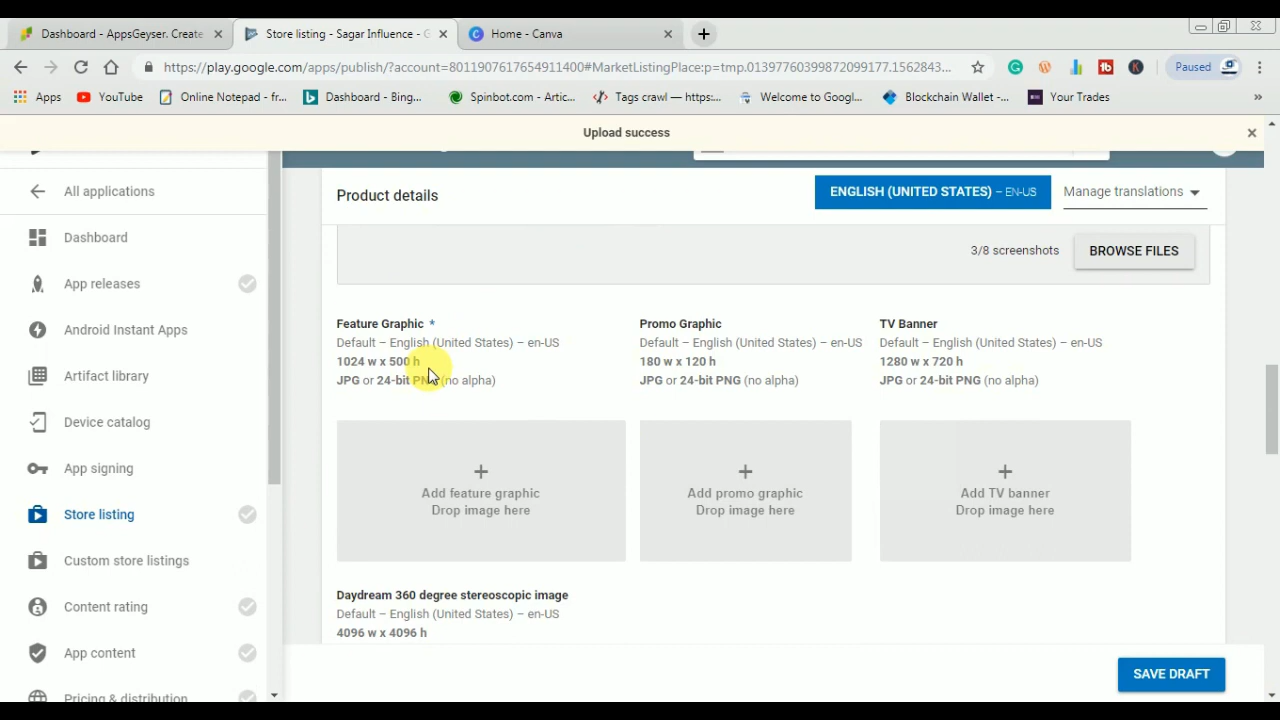 Dashboard - AppsGeyser. Create
Store listing - Sagar Influence - G
Home - Canva
https://play.google.com/apps/publish/?account=8011907617654911400#MarketListingPlace:p=tmp.01397760399872099177.1562843...
Paused
Apps
YouTube
Online Notepad - fr...
Dashboard - Bing...
Spinbot.com - Artic...
Tags crawl — https:...
Welcome to Googl...
Blockchain Wallet -...
Your Trades
»
Upload success
All applications
Dashboard
App releases
Android Instant Apps
Artifact library
Device catalog
App signing
Store listing
Custom store listings
Content rating
App content
Pricing & distribution
Product details
ENGLISH (UNITED STATES) – EN-US
Manage translations
3/8 screenshots
BROWSE FILES
Feature Graphic *
Default – English (United States) – en-US
1024 w x 500 h
JPG or 24-bit PNG (no alpha)
Add feature graphic
Drop image here
Promo Graphic
Default – English (United States) – en-US
180 w x 120 h
JPG or 24-bit PNG (no alpha)
Add promo graphic
Drop image here
TV Banner
Default – English (United States) – en-US
1280 w x 720 h
JPG or 24-bit PNG (no alpha)
Add TV banner
Drop image here
Daydream 360 degree stereoscopic image
Default – English (United States) – en-US
4096 w x 4096 h
SAVE DRAFT